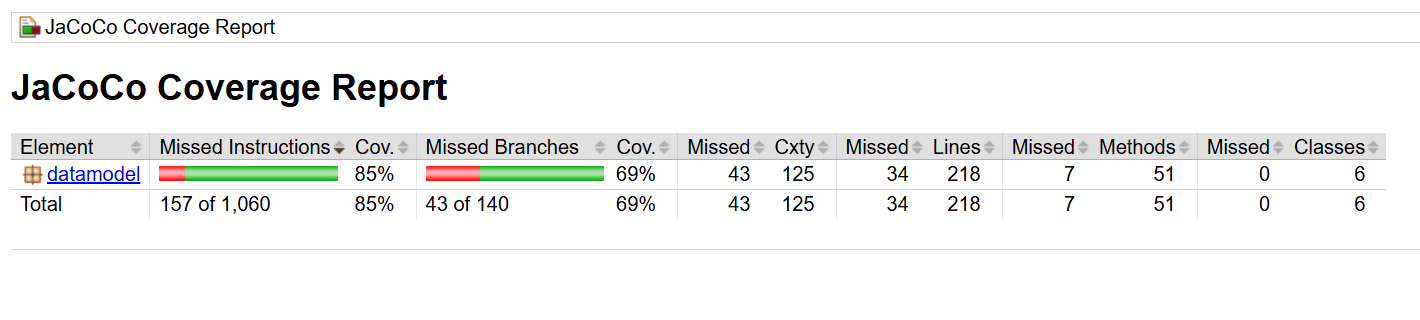 JaCoCo Coverage Report
JaCoCo Coverage Report
Element Missed Instructions Cov. Missed Branches Cov. Missed Cxty Missed Lines Missed Methods Missed Classes
datamodel 85% 69% 43 125 34 218 7 51 0 6
Total 157 of 1,060 85% 43 of 140 69% 43 125 34 218 7 51 0 6